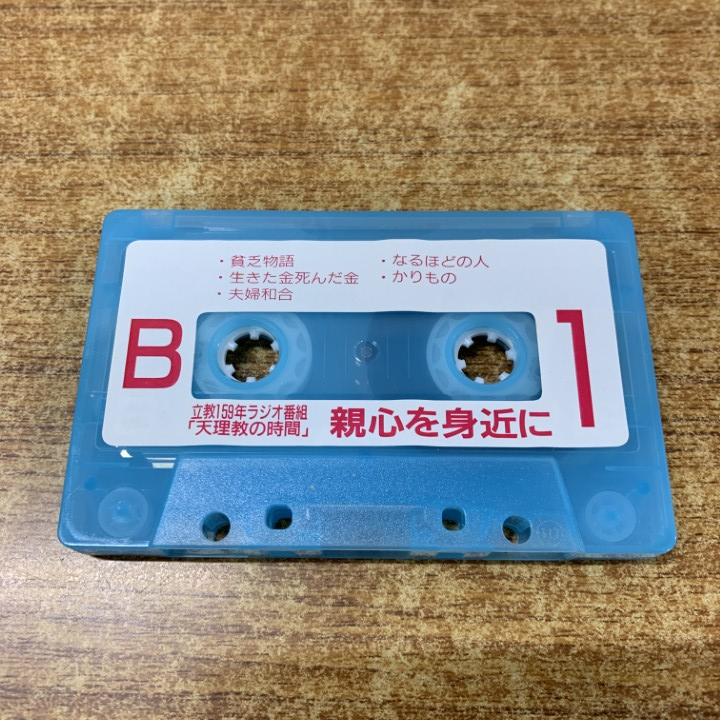 ・貧乏物語
・生きた金死んだ金
・夫婦和合
・なるほどの人
・かりもの
B
1
立教159年ラジオ番組
「天理教の時間」
親心を身近に